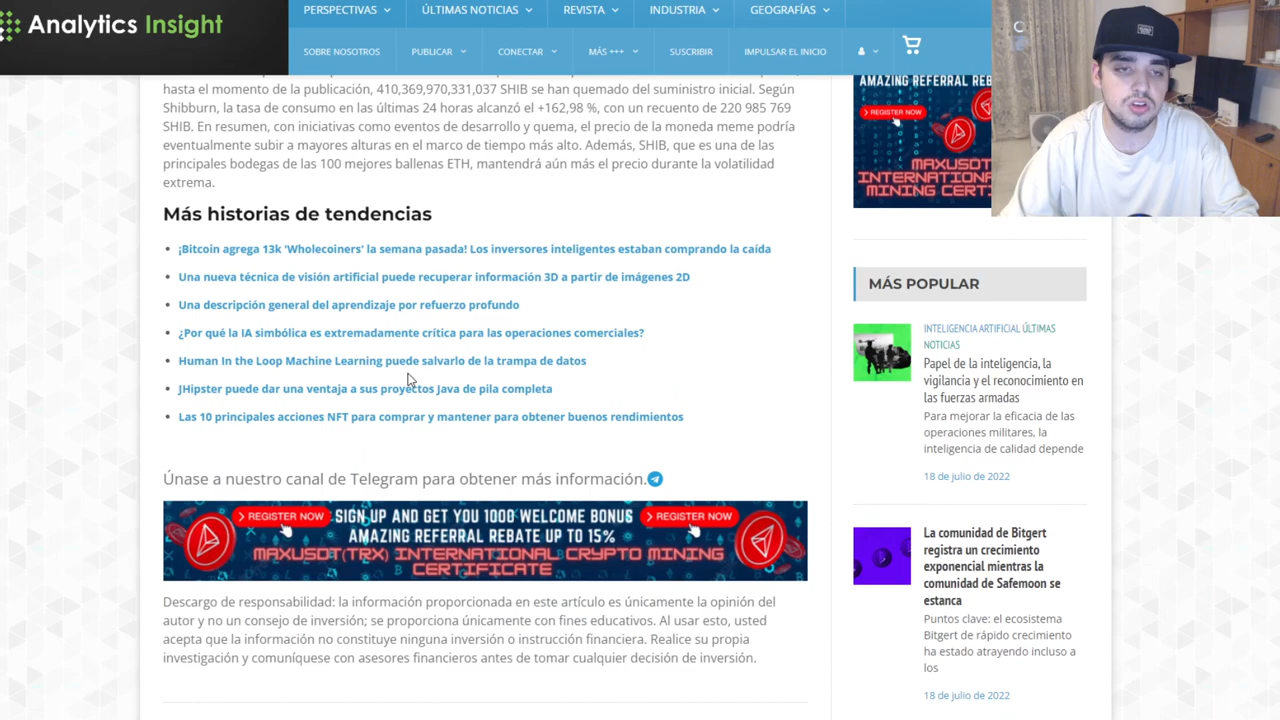 Analytics Insight
PERSPECTIVAS
ÚLTIMAS NOTICIAS
REVISTA
INDUSTRIA
GEOGRAFÍAS
SOBRE NOSOTROS
PUBLICAR
CONECTAR
MÁS +++
SUSCRIBIR
IMPULSAR EL INICIO
hasta el momento de la publicación, 410,369,970,331,037 SHIB se han quemado del suministro inicial. Según
Shibburn, la tasa de consumo en las últimas 24 horas alcanzó el +162,98 %, con un recuento de 220 985 769
SHIB. En resumen, con iniciativas como eventos de desarrollo y quema, el precio de la moneda meme podría
eventualmente subir a mayores alturas en el marco de tiempo más alto. Además, SHIB, que es una de las
principales bodegas de las 100 mejores ballenas ETH, mantendrá aún más el precio durante la volatilidad
extrema.
Más historias de tendencias
¡Bitcoin agrega 13k 'Wholecoiners' la semana pasada! Los inversores inteligentes estaban comprando la caída
Una nueva técnica de visión artificial puede recuperar información 3D a partir de imágenes 2D
Una descripción general del aprendizaje por refuerzo profundo
¿Por qué la IA simbólica es extremadamente crítica para las operaciones comerciales?
Human In the Loop Machine Learning puede salvarlo de la trampa de datos
JHipster puede dar una ventaja a sus proyectos Java de pila completa
Las 10 principales acciones NFT para comprar y mantener para obtener buenos rendimientos
Únase a nuestro canal de Telegram para obtener más información.
> REGISTER NOW
SIGN UP AND GET YOU 1000 WELCOME BONUS
> REGISTER NOW
AMAZING REFERRAL REBATE UP TO 15%
MAXUSDT(TRX) INTERNATIONAL CRYPTO MINING
CERTIFICATE
Descargo de responsabilidad: la información proporcionada en este artículo es únicamente la opinión del
autor y no un consejo de inversión; se proporciona únicamente con fines educativos. Al usar esto, usted
acepta que la información no constituye ninguna inversión o instrucción financiera. Realice su propia
investigación y comuníquese con asesores financieros antes de tomar cualquier decisión de inversión.
AMAZING REFERRAL REB
> REGISTER NOW
MAXUSDT
INTERNATIONA
MINING CERTI
MÁS POPULAR
INTELIGENCIA ARTIFICIAL ÚLTIMAS
NOTICIAS
Papel de la inteligencia, la
vigilancia y el reconocimiento en
las fuerzas armadas
Para mejorar la eficacia de las
operaciones militares, la
inteligencia de calidad depende
18 de julio de 2022
La comunidad de Bitgert
registra un crecimiento
exponencial mientras la
comunidad de Safemoon se
estanca
Puntos clave: el ecosistema
Bitgert de rápido crecimiento
ha estado atrayendo incluso a
los
18 de julio de 2022